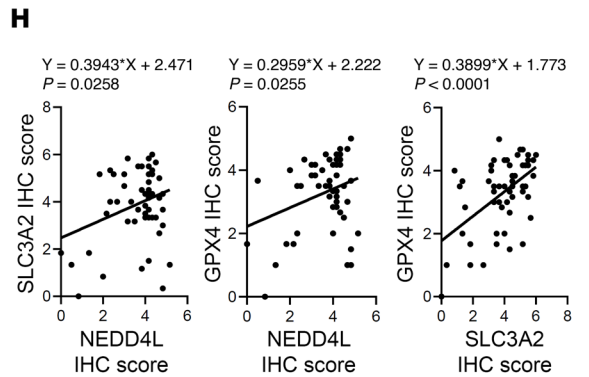 H
Y = 0.3943*X + 2.471
P = 0.0258
8
6
4
2
0
0 2 4 6
SLC3A2 IHC score
NEDD4L
IHC score
Y = 0.2959*X + 2.222
P = 0.0255
6
4
2
0
0 2 4 6
GPX4 IHC score
NEDD4L
IHC score
Y = 0.3899*X + 1.773
P < 0.0001
6
4
2
0
0 2 4 6 8
GPX4 IHC score
SLC3A2
IHC score